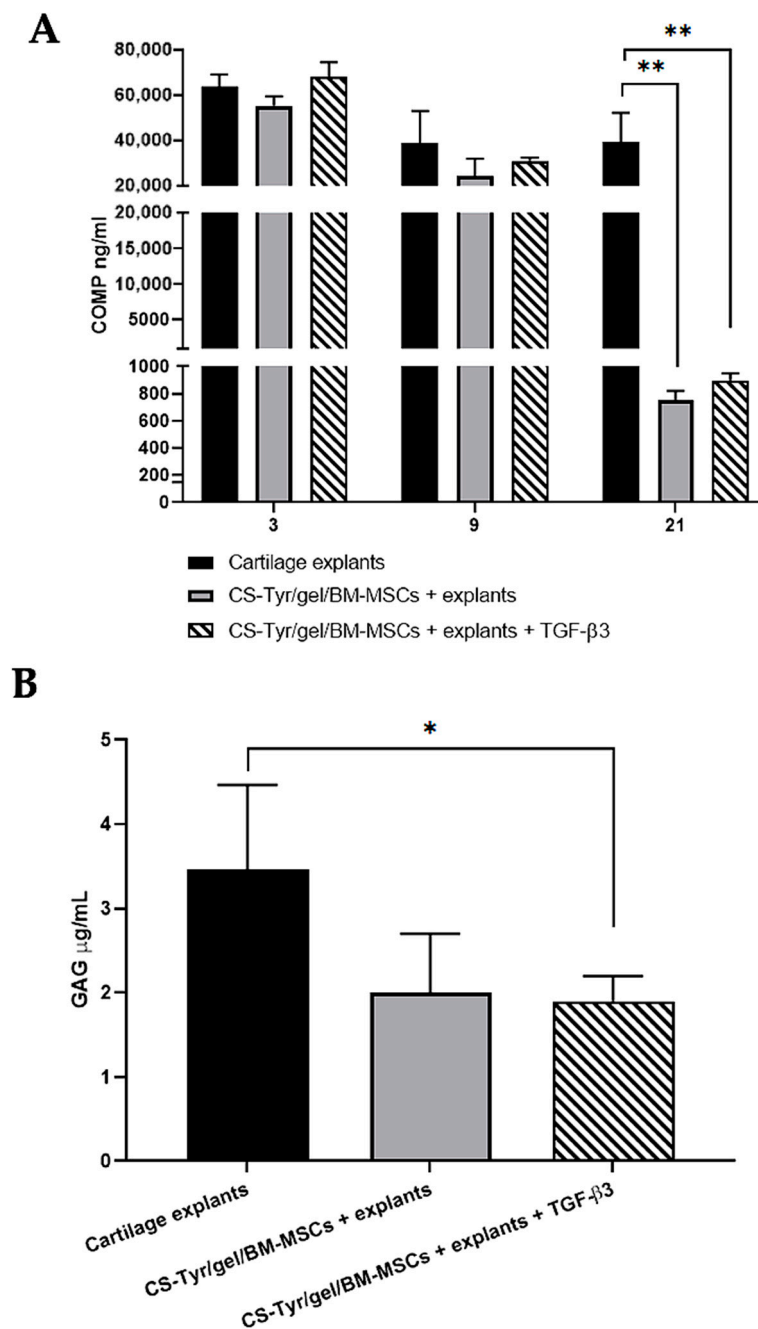 A
**
**
80,000
60,000
40,000
20,000
20,000
15,000
10,000
5000
1000
800
600
400
200
0
COMP ng/ml
3 9 21
Cartilage explants
CS-Tyr/gel/BM-MSCs + explants
CS-Tyr/gel/BM-MSCs + explants + TGF-β3
B
*
5
4
3
2
1
0
GAG μg/mL
Cartilage explants
CS-Tyr/gel/BM-MSCs + explants
CS-Tyr/gel/BM-MSCs + explants + TGF-β3